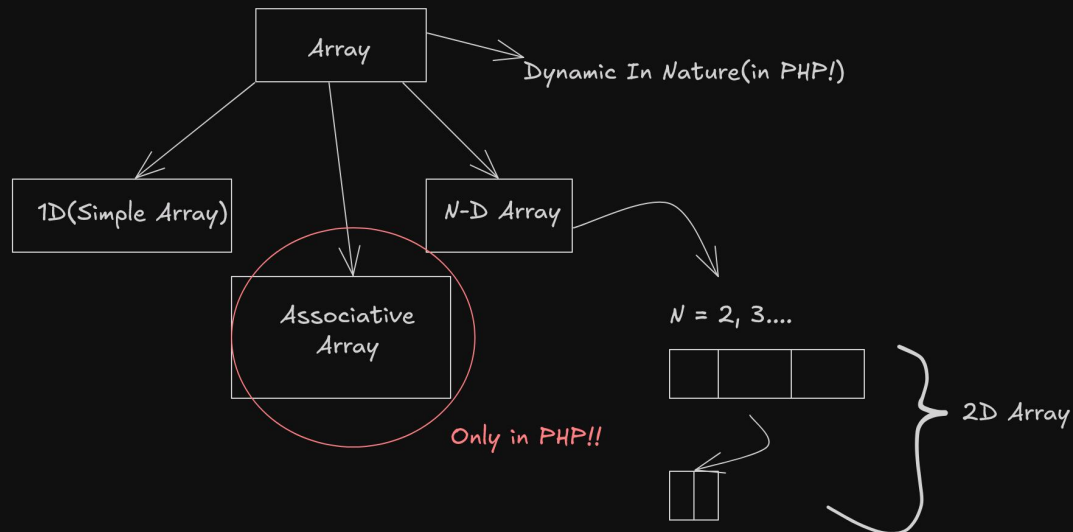 Array
Dynamic In Nature(in PHP!)
1D(Simple Array)
N-D Array
Associative
Array
N = 2, 3....
2D Array
Only in PHP!!